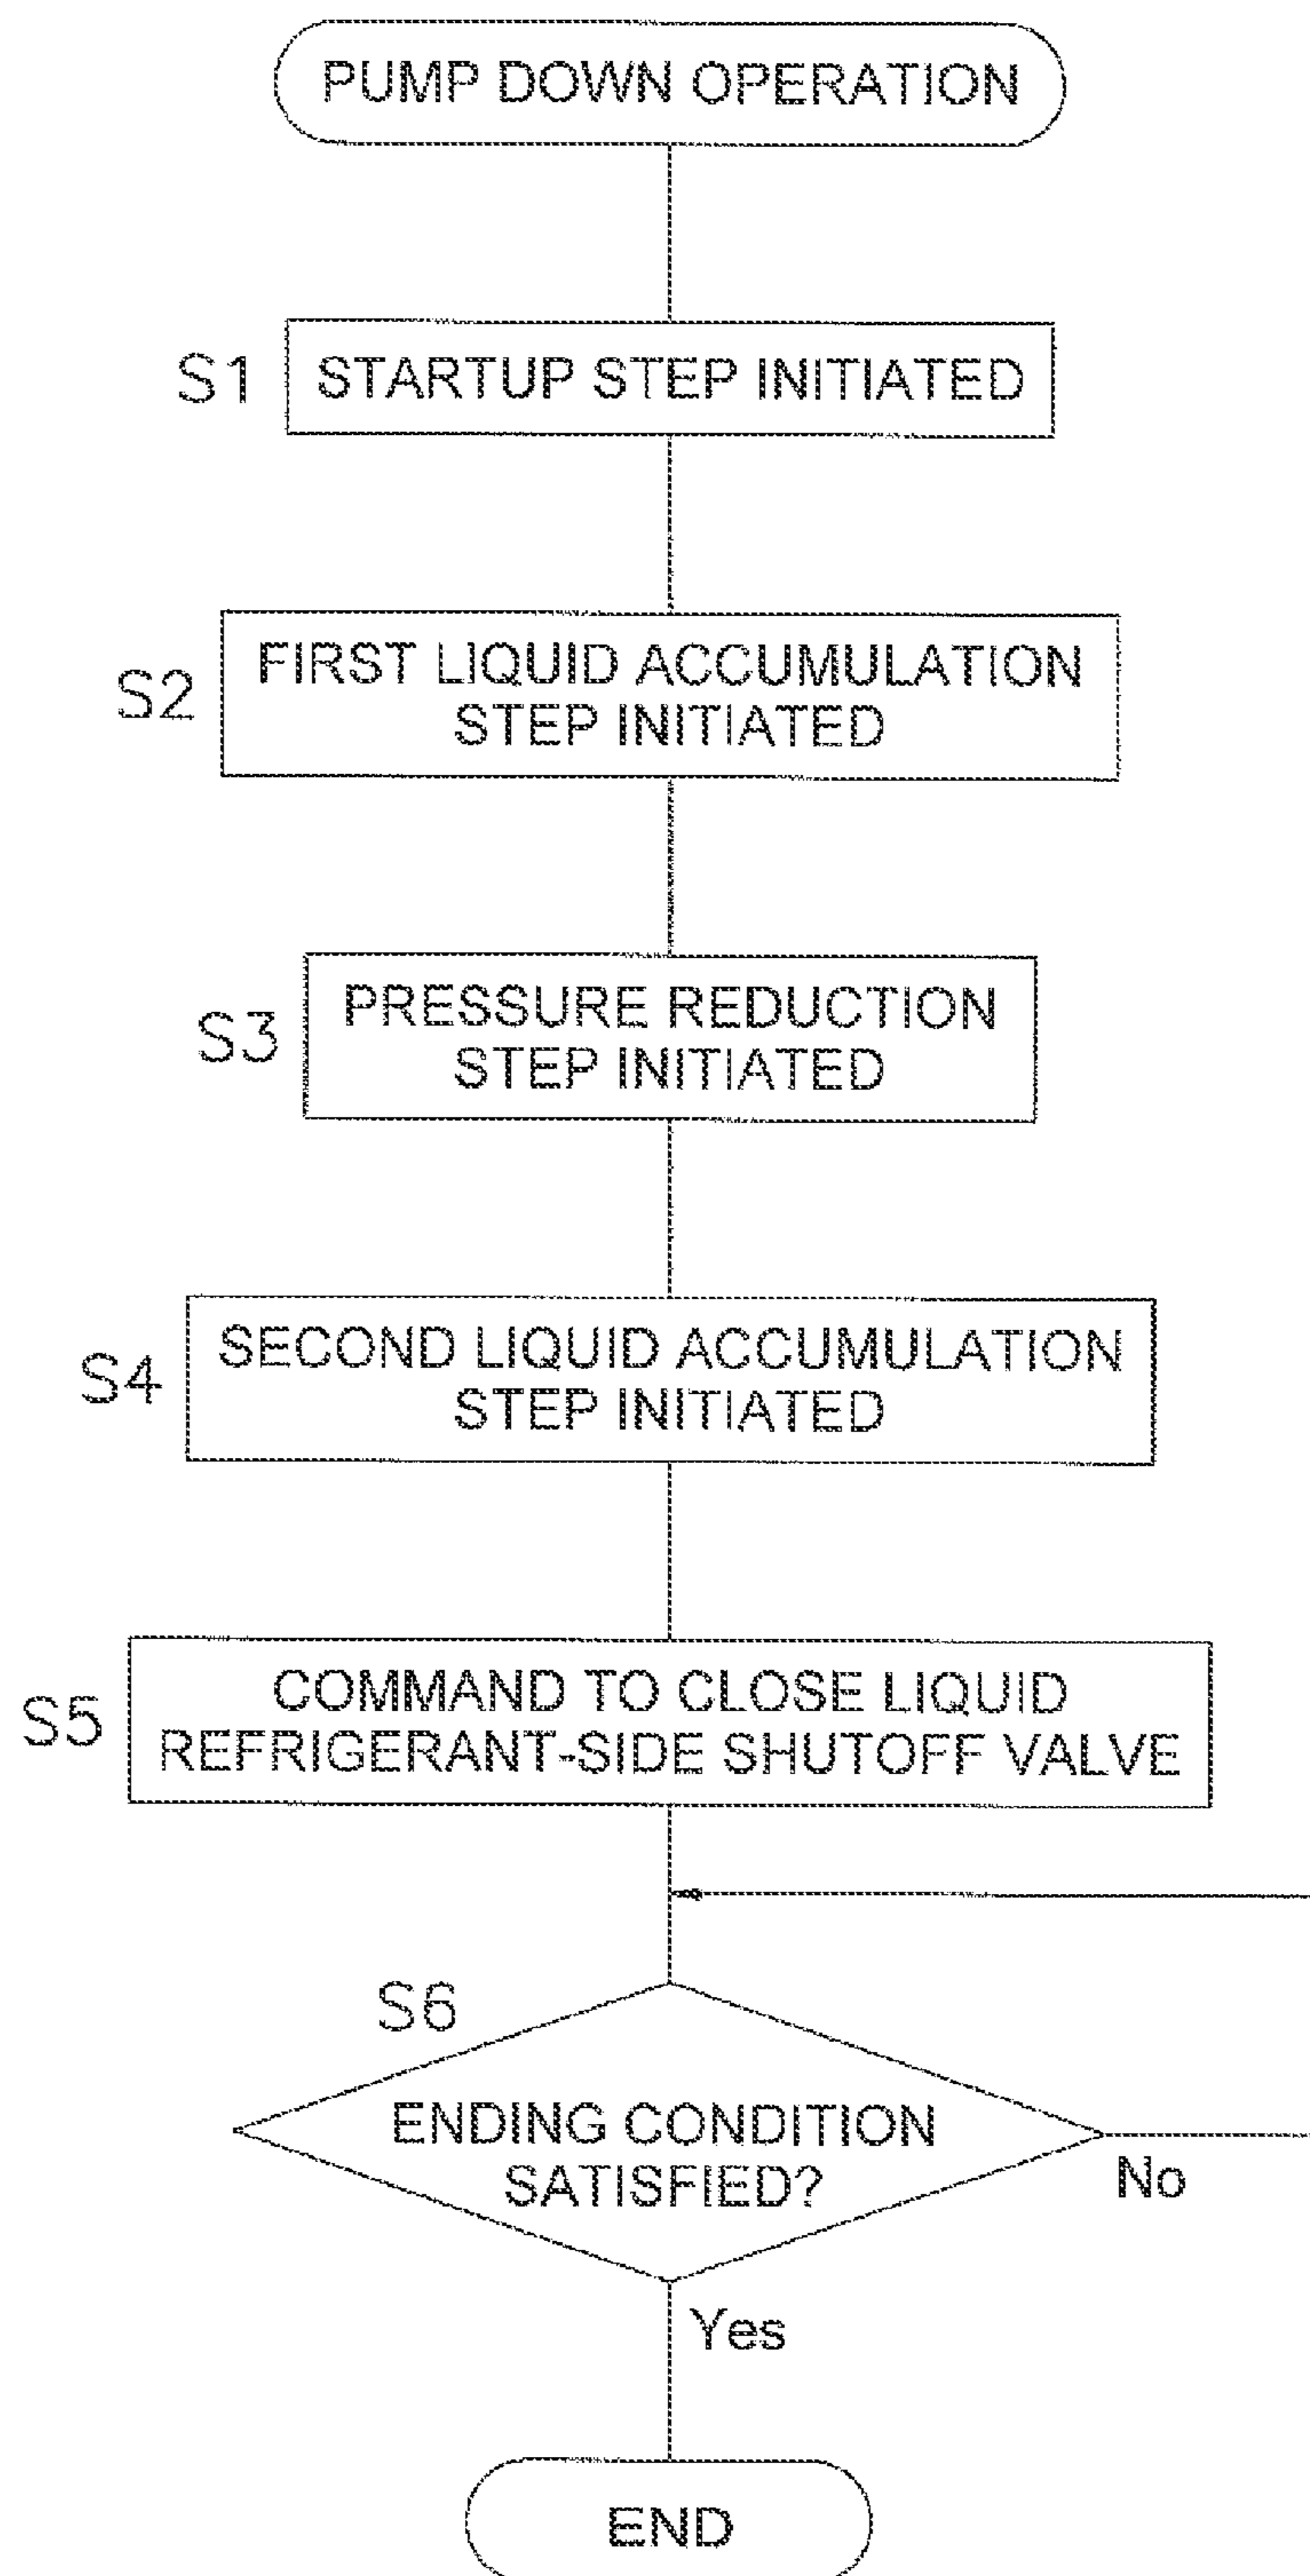 PUMP DOWN OPERATION
S1
STARTUP STEP INITIATED
S2
FIRST LIQUID ACCUMULATION
STEP INITIATED
S3
PRESSURE REDUCTION
STEP INITIATED
S4
SECOND LIQUID ACCUMULATION
STEP INITIATED
S5
COMMAND TO CLOSE LIQUID
REFRIGERANT-SIDE SHUTOFF VALVE
S6
ENDING CONDITION
SATISFIED?
No
Yes
END